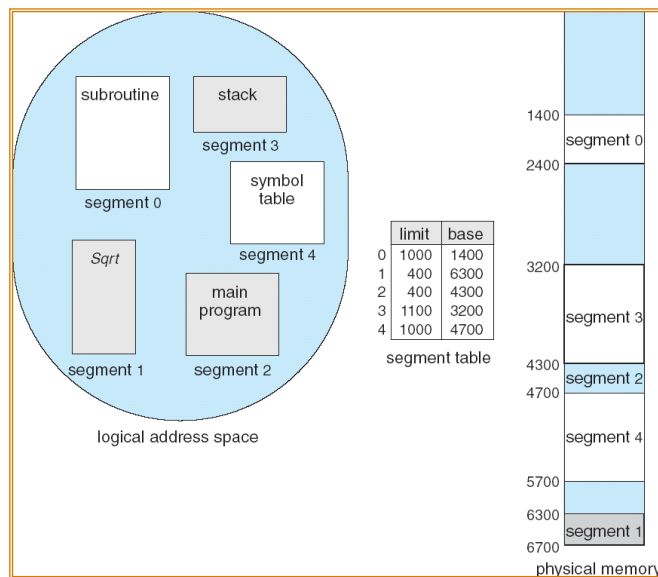 subroutine
stack
segment 3
segment 0
symbol
table
segment 4
Sqrt
main
program
segment 1
segment 2
logical address space
limit base
0 1000 1400
1 400 6300
2 400 4300
3 1100 3200
4 1000 4700
segment table
1400
segment 0
2400
3200
segment 3
4300
segment 2
4700
segment 4
5700
6300
segment 1
6700
physical memory